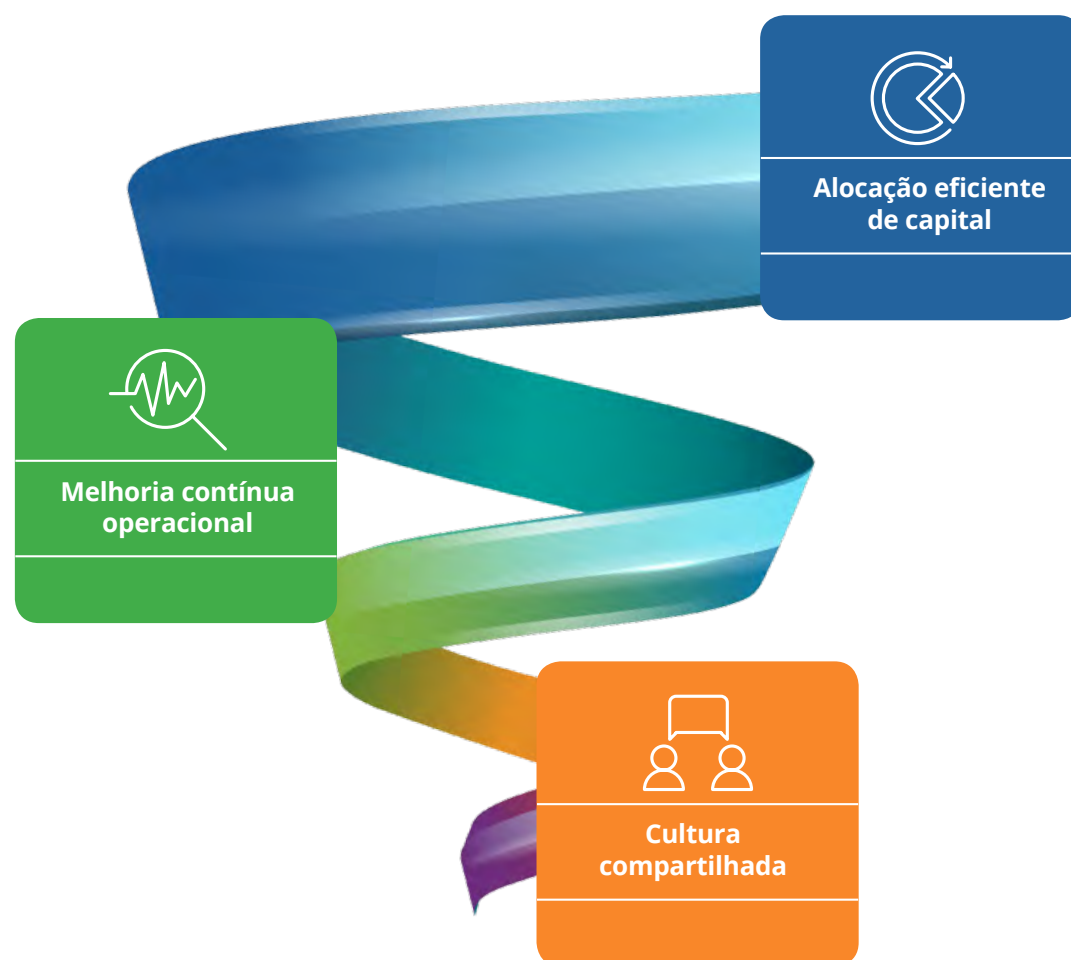 Alocação eficiente
de capital
Melhoria contínua
operacional
Cultura
compartilhada